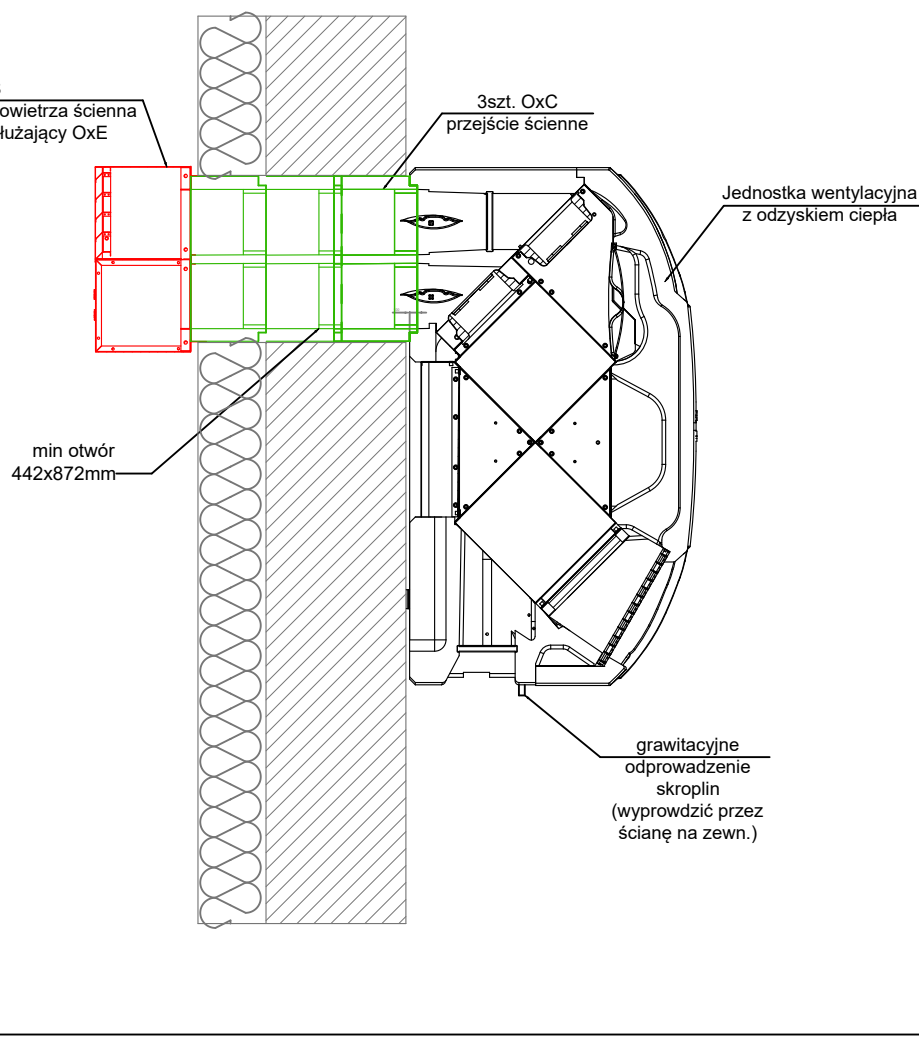 3szt. OxC
przejście ścienne
owietrza ścienna
łużający OxE
Jednostka wentylacyjna
z odzyskiem ciepła
min otwór
442x872mm
grawitacyjne
odprowadzenie
skroplin
(wyprowdzić przez
ścianę na zewn.)